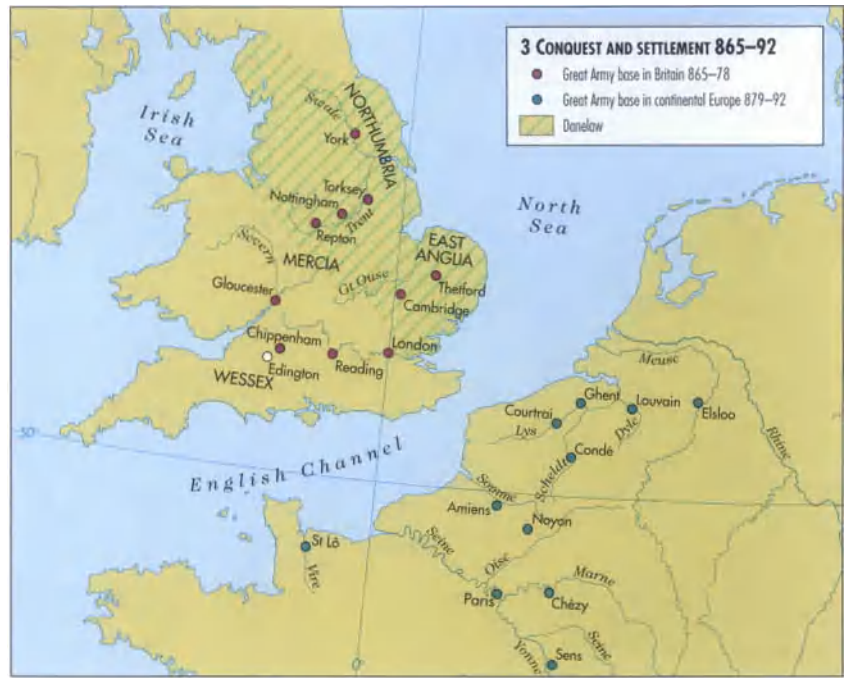 3 CONQUEST AND SETTLEMENT 865–92
Great Army base in Britain 865–78
Great Army base in continental Europe 879–92
Danelaw
Irish
Sea
Swale
NORTHUMBRIA
York
Torksey
Nottingham
Trent
Repton
North
Sea
Severn
MERCIA
EAST
ANGLIA
Gt Ouse
Thetford
Gloucester
Cambridge
Chippenham
London
Edington
Reading
WESSEX
Meuse
Ghent
Louvain
Elsloo
Courtrai
Lys
Dyle
Rhine
50°
English Channel
Condé
Scheldt
Somme
Amiens
Noyon
St Lô
Vire
Seine
Oise
Marne
Paris
Chézy
Seine
Yonne
Sens
0°